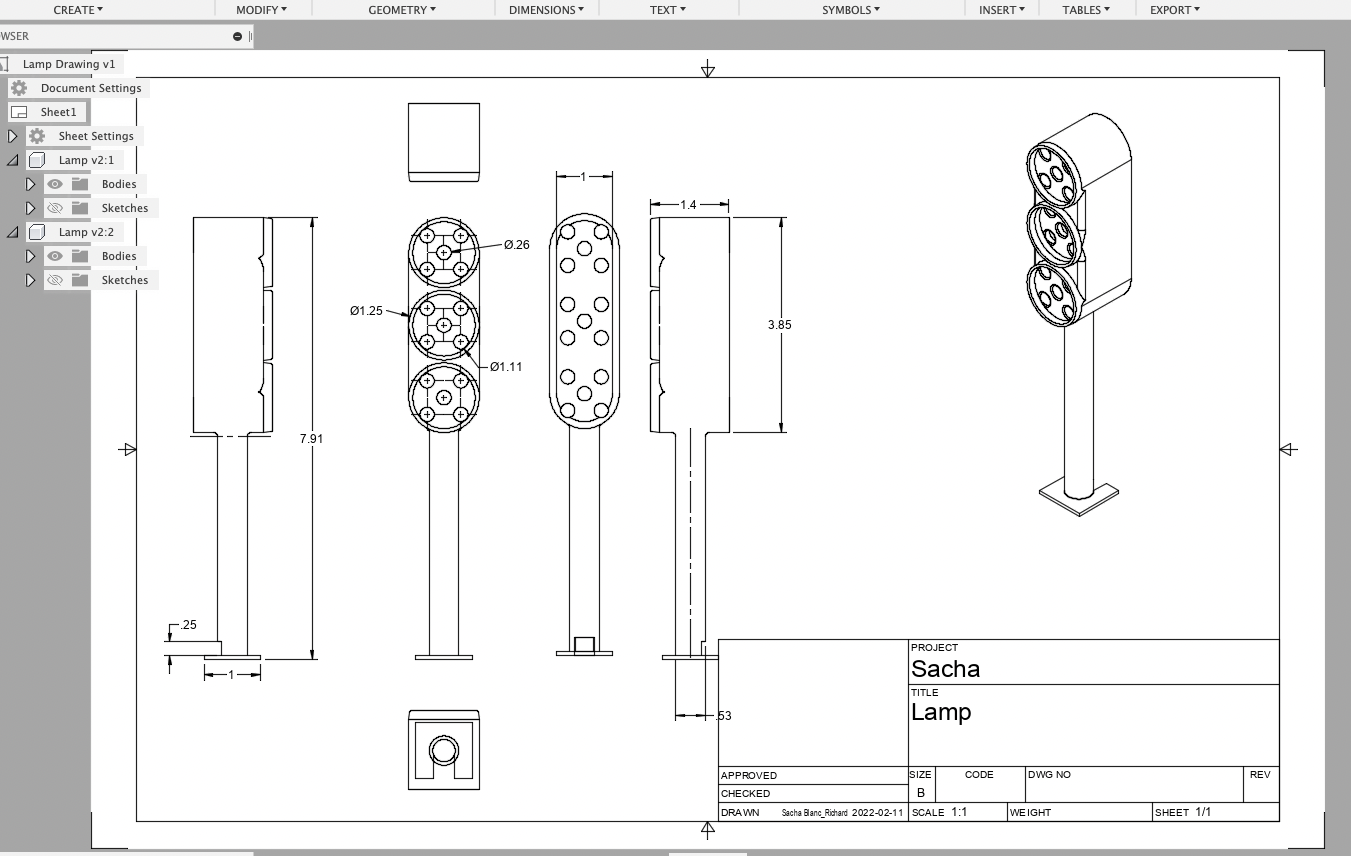 CREATE MODIFY GEOMETRY DIMENSIONS TEXT SYMBOLS INSERT TABLES EXPORT
WSER
Lamp Drawing v1
Document Settings
Sheet1
Sheet Settings
Lamp v2:1
Bodies
Sketches
Lamp v2:2
Bodies
Sketches
1
1.4
Ø.26
Ø1.25
3.85
Ø1.11
7.91
.25
1
.53
PROJECT
Sacha
TITLE
Lamp
APPROVED
CHECKED
DRAWN Sacha Blanc_Richard 2022-02-11
SIZE
B
CODE
DWG NO
REV
SCALE 1:1
WEIGHT
SHEET 1/1